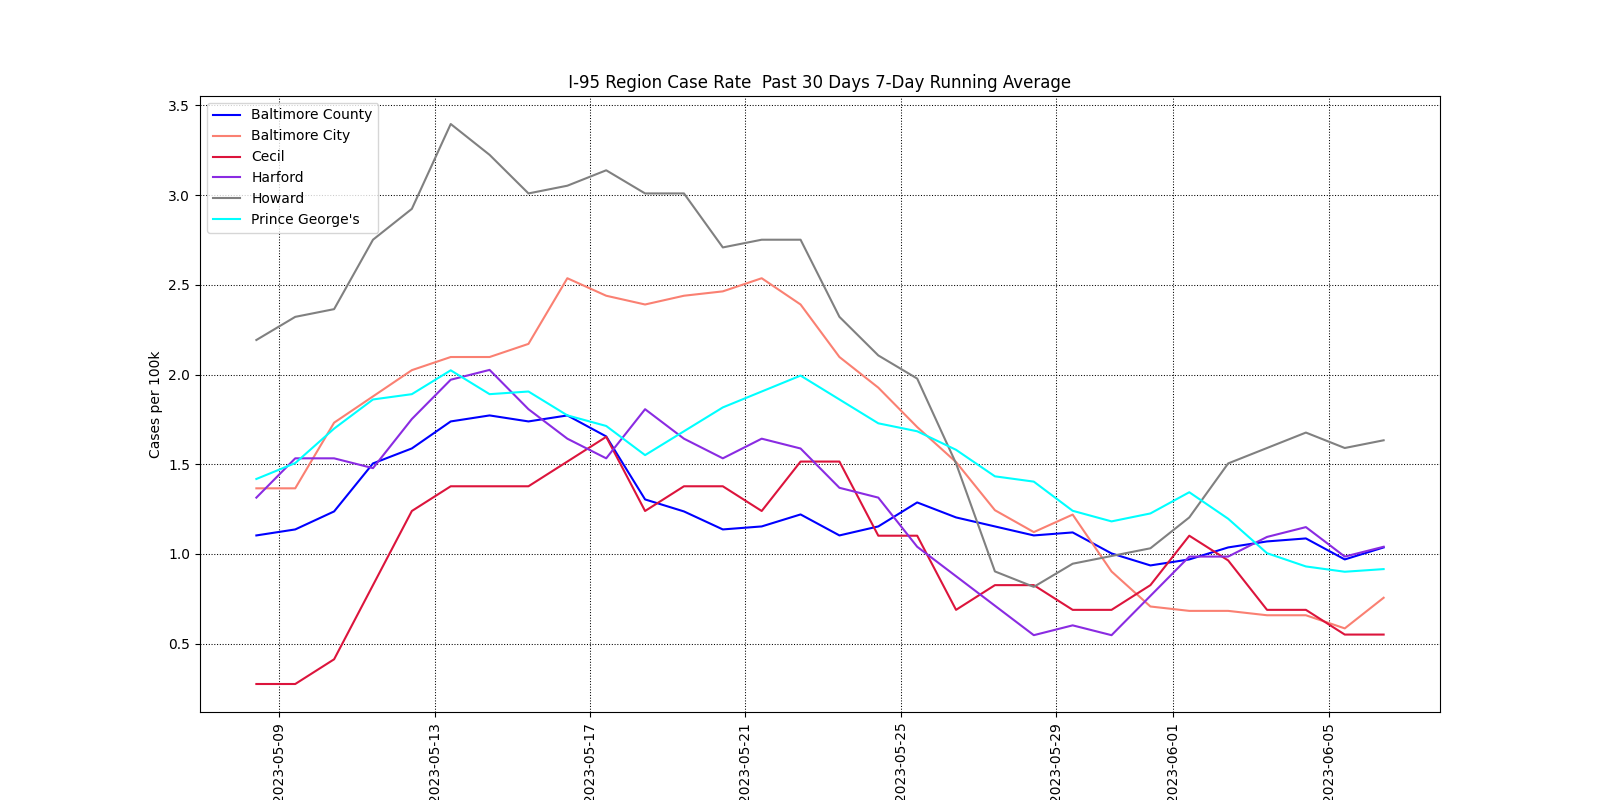 I-95 Region Case Rate  Past 30 Days 7-Day Running Average
Cases per 100k
3.5
3.0
2.5
2.0
1.5
1.0
0.5
Baltimore County
Baltimore City
Cecil
Harford
Howard
Prince George's
2023-05-09
2023-05-13
2023-05-17
2023-05-21
2023-05-25
2023-05-29
2023-06-01
2023-06-05